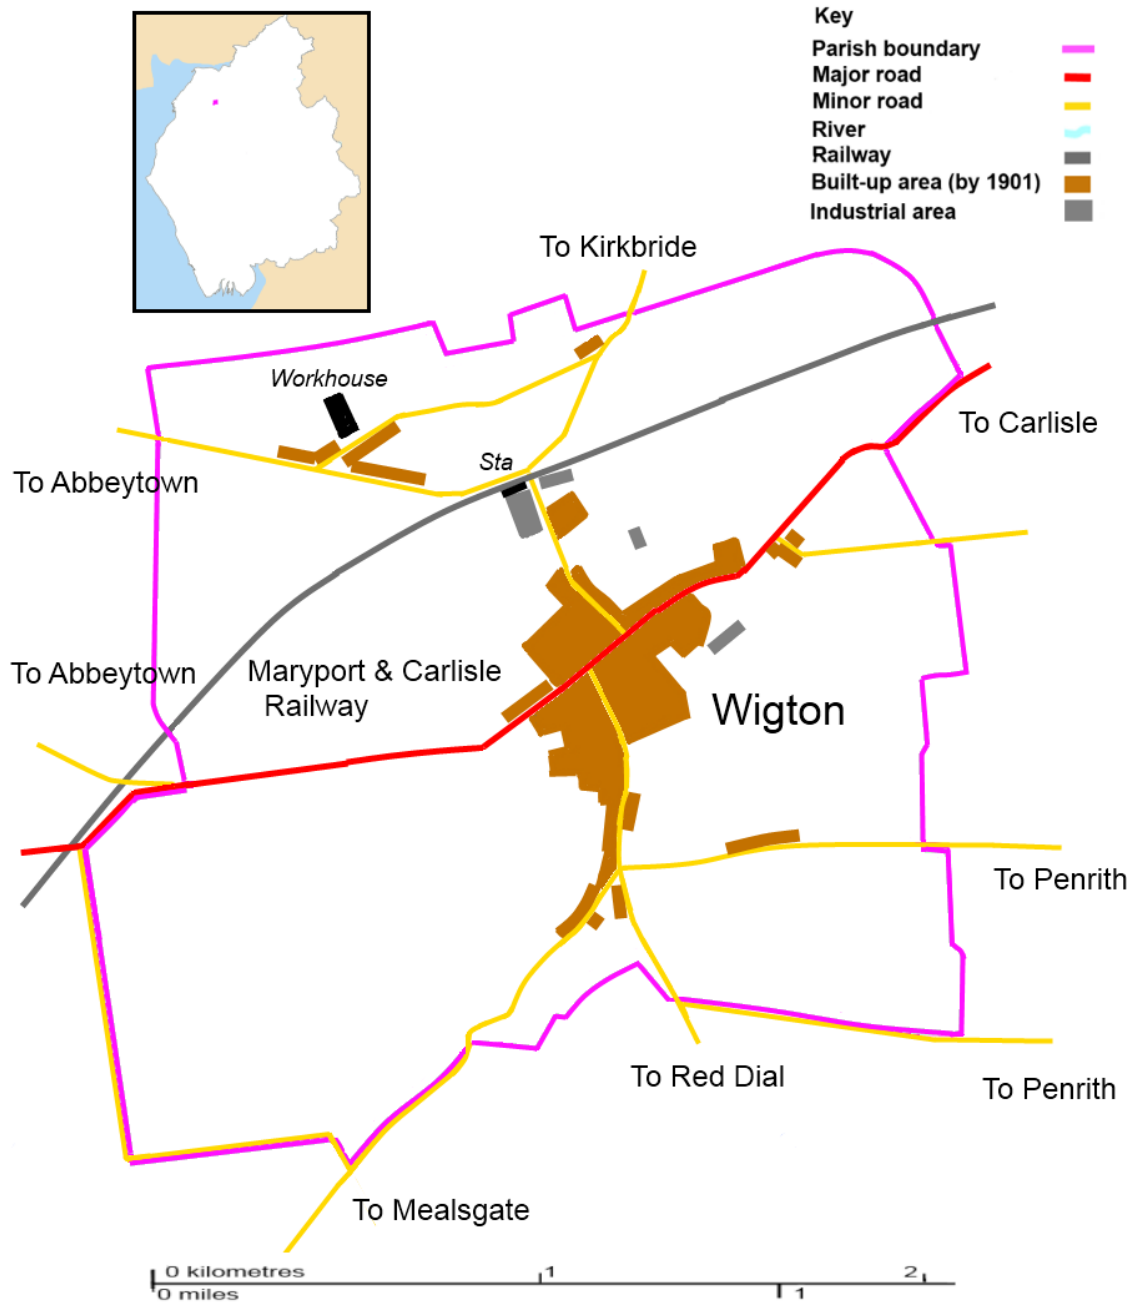 Key
Parish boundary
Major road
Minor road
River
Railway
Built-up area (by 1901)
Industrial area
To Kirkbride
Workhouse
To Carlisle
Sta
To Abbeytown
To Abbeytown
Maryport & Carlisle
Railway
Wigton
To Penrith
To Red Dial
To Penrith
To Mealsgate
0 kilometres 1 2
0 miles 1